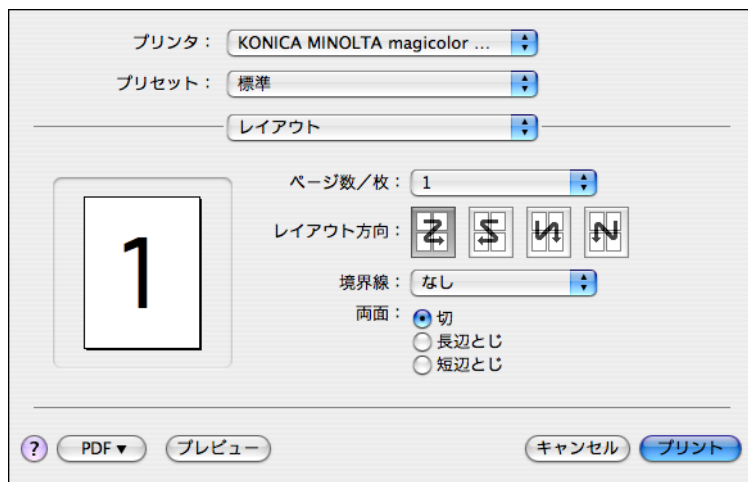 プリンタ： KONICA MINOLTA magicolor ...
プリセット： 標準
レイアウト
ページ数／枚： 1
レイアウト方向：
1
境界線： なし
両面： 切
長辺とじ
短辺とじ
? PDF▼ プレビュー キャンセル プリント